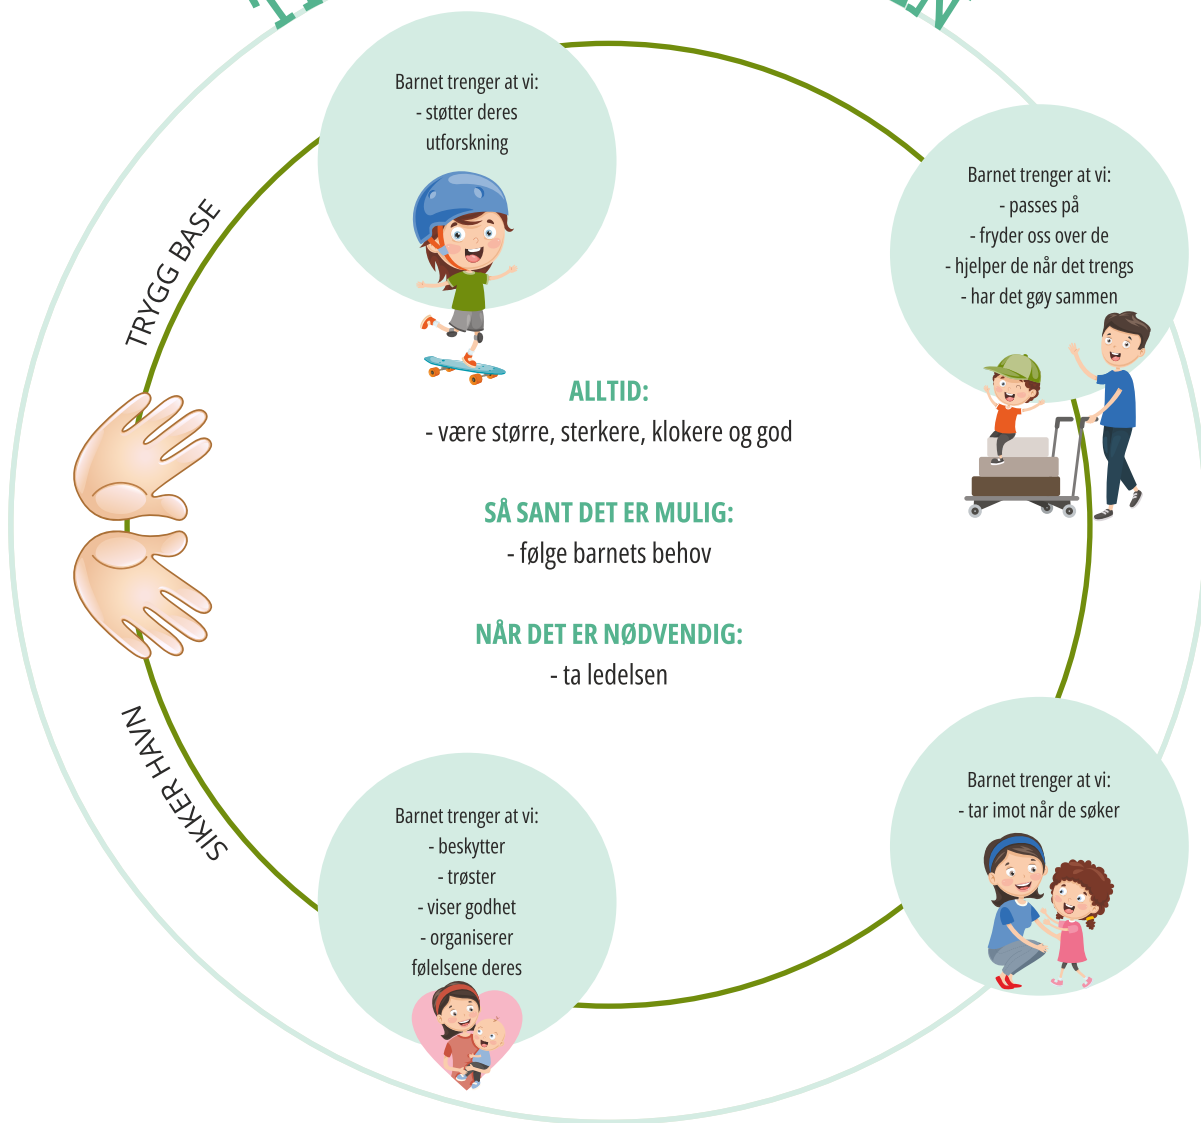 Barnet trenger at vi:
- støtter deres
utforskning
Barnet trenger at vi:
- passes på
- fryder oss over de
- hjelper de når det trengs
- har det gøy sammen
TRYGG BASE
ALLTID:
- være større, sterkere, klokere og god
SÅ SANT DET ER MULIG:
- følge barnets behov
NÅR DET ER NØDVENDIG:
- ta ledelsen
SIKKER HAVN
Barnet trenger at vi:
- tar imot når de søker
Barnet trenger at vi:
- beskytter
- trøster
- viser godhet
- organiserer
følelsene deres